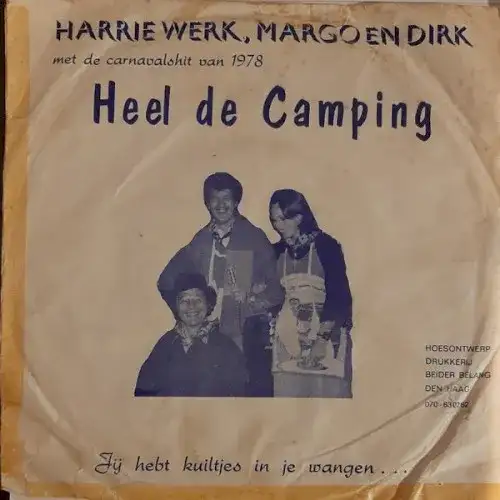 HARRIE WERK, MARGO EN DIRK
met de carnavalshit van 1978
Heel de Camping
HOESONTWERP
DRUKKERIJ
BEIDER BELANG
DEN HAAG
070-
Jij hebt kuiltjes in je wangen . . .